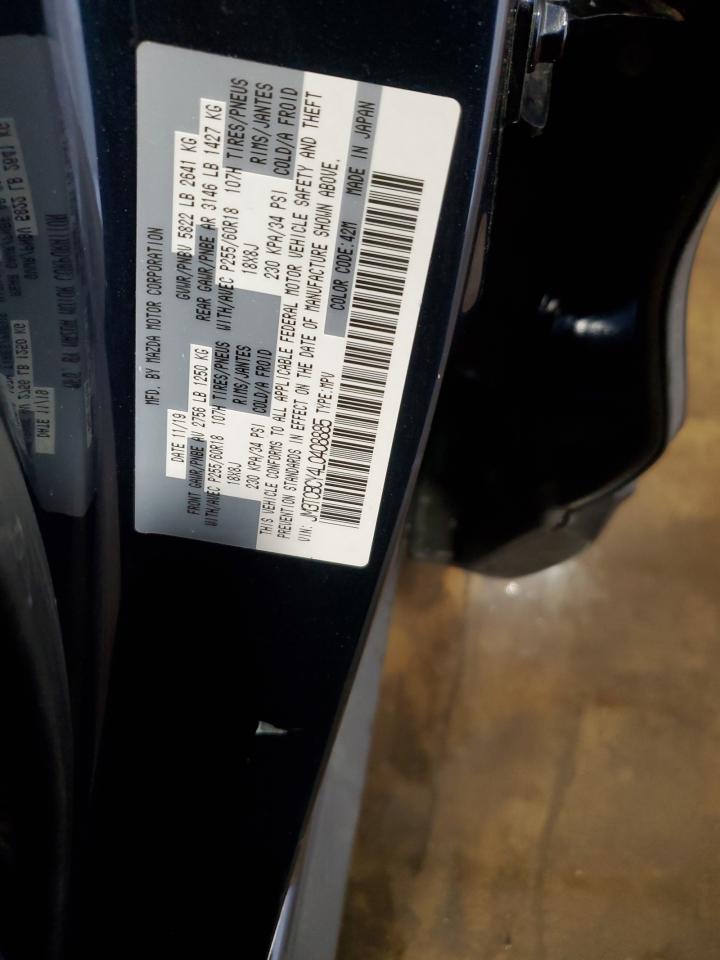 MFD. BY MAZDA MOTOR CORPORATION
DATE 11/19 GVWR/PNBV 5822 LB 2641 KG
FRONT GAWR/PNBE AV 2756 LB 1250 KG REAR GAWR/PNBE AR 3146 LB 1427 KG
WITH/AVEC P255/60R18 107H TIRES/PNEUS WITH/AVEC P255/60R18 107H TIRES/PNEUS
18X8J RIMS/JANTES 18X8J RIMS/JANTES
230 KPA/34 PSI COLD/A FROID 230 KPA/34 PSI COLD/A FROID
THIS VEHICLE CONFORMS TO ALL APPLICABLE FEDERAL MOTOR VEHICLE SAFETY AND THEFT
PREVENTION STANDARDS IN EFFECT ON THE DATE OF MANUFACTURE SHOWN ABOVE.
VIN: JM3TCBCY4L0408885 TYPE:MPV COLOR CODE:42M MADE IN JAPAN